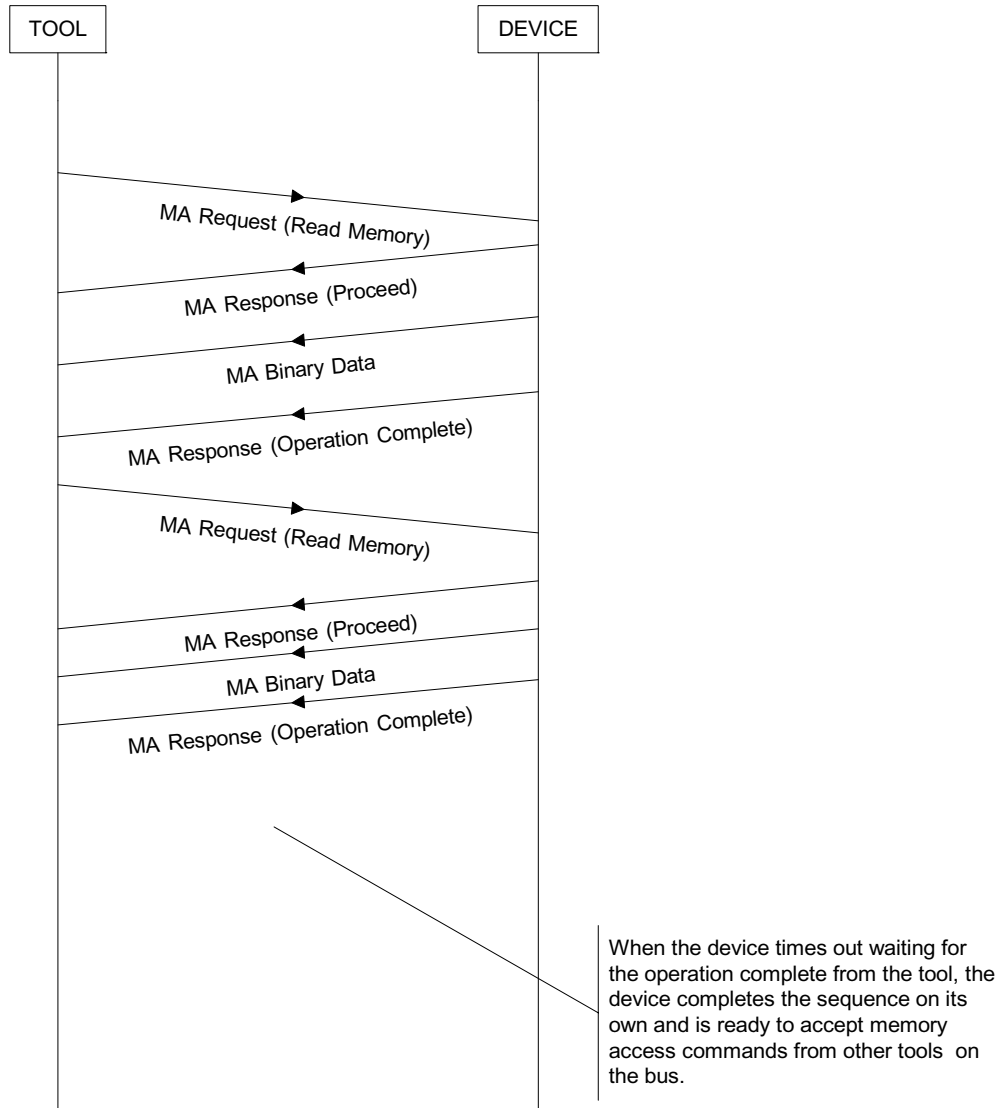 TOOL
DEVICE
MA Request (Read Memory)
MA Response (Proceed)
MA Binary Data
MA Response (Operation Complete)
MA Request (Read Memory)
MA Response (Proceed)
MA Binary Data
MA Response (Operation Complete)
When the device times out waiting for
the operation complete from the tool, the
device completes the sequence on its
own and is ready to accept memory
access commands from other tools on
the bus.